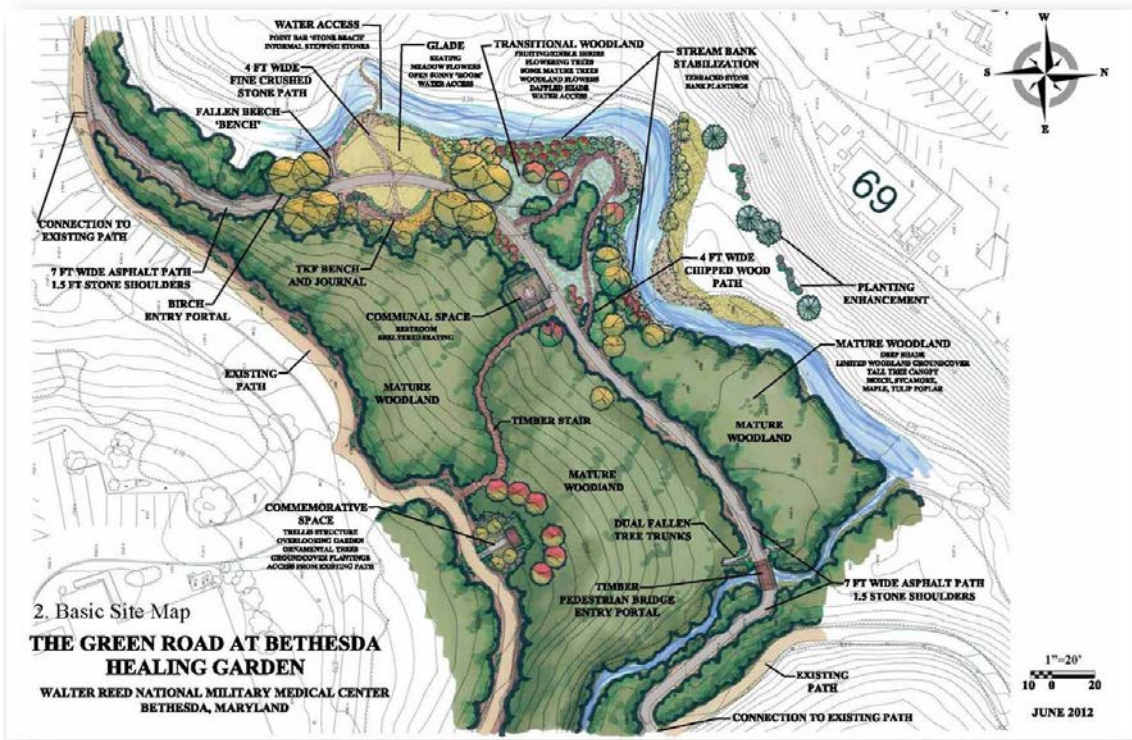 WATER ACCESS
POINT BAR 'STONE BEACH'
INFORMAL STEPPING STONES
4 FT WIDE
FINE CRUSHED
STONE PATH
FALLEN BEECH
'BENCH'
GLADE
SEATING
MEADOW FLOWERS
OPEN SUNNY 'ROOM'
WATER ACCESS
TRANSITIONAL WOODLAND
FRUITING/EDIBLE SHRUBS
FLOWERING TREES
SOME MATURE TREES
WOODLAND FLOWERS
DAPPLED SHADE
WATER ACCESS
STREAM BANK
STABILIZATION
TERRACED STONE
BANK PLANTINGS
W
S
N
E
69
CONNECTION TO
EXISTING PATH
7 FT WIDE ASPHALT PATH
1.5 FT STONE SHOULDERS
BIRCH
ENTRY PORTAL
TKF BENCH
AND JOURNAL
COMMUNAL SPACE
RESTROOM
SHELTERED SEATING
4 FT WIDE
CHIPPED WOOD
PATH
PLANTING
ENHANCEMENT
EXISTING
PATH
MATURE
WOODLAND
MATURE WOODLAND
DEEP SHADE
LIMITED WOODLAND GROUNDCOVER
TALL TREE CANOPY
BEECH, SYCAMORE,
MAPLE, TULIP POPLAR
MATURE
WOODLAND
TIMBER STAIR
MATURE
WOODLAND
COMMEMORATIVE
SPACE
TRELLIS STRUCTURE
OVERLOOKING GARDEN
ORNAMENTAL TREES
GROUNDCOVER PLANTINGS
ACCESS FROM EXISTING PATH
DUAL FALLEN
TREE TRUNKS
TIMBER
PEDESTRIAN BRIDGE
ENTRY PORTAL
7 FT WIDE ASPHALT PATH
1.5 STONE SHOULDERS
EXISTING
PATH
CONNECTION TO EXISTING PATH
2. Basic Site Map
THE GREEN ROAD AT BETHESDA
HEALING GARDEN
WALTER REED NATIONAL MILITARY MEDICAL CENTER
BETHESDA, MARYLAND
1"=20'
10 0 20
JUNE 2012